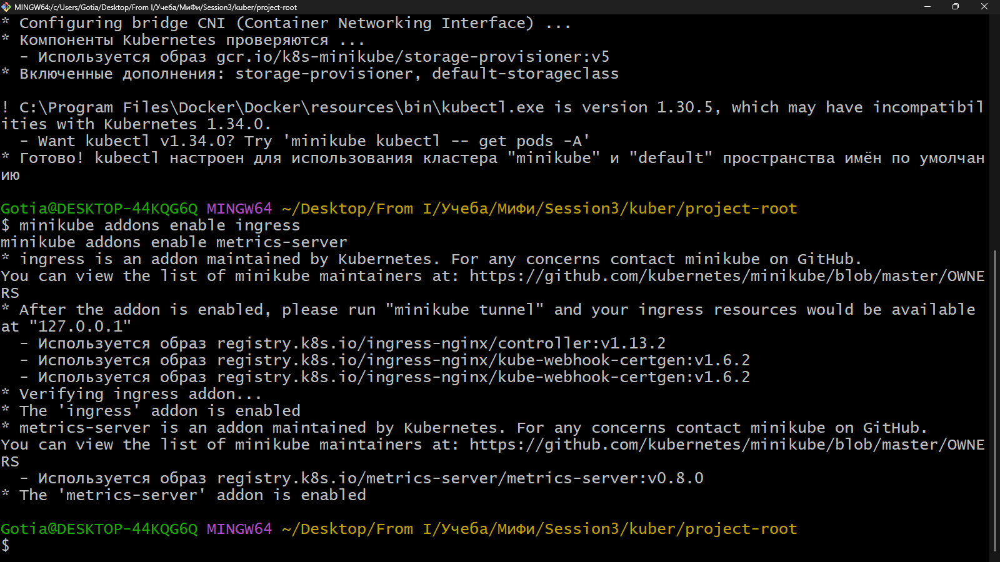 MINGW64:/c/Users/Gotia/Desktop/From I/Учеба/МиФи/Session3/kuber/project-root
* Configuring bridge CNI (Container Networking Interface) ...
* Компоненты Kubernetes проверяются ...
  - Используется образ gcr.io/k8s-minikube/storage-provisioner:v5
* Включенные дополнения: storage-provisioner, default-storageclass
! C:\Program Files\Docker\Docker\resources\bin\kubectl.exe is version 1.30.5, which may have incompatibil
ities with Kubernetes 1.34.0.
  - Want kubectl v1.34.0? Try 'minikube kubectl -- get pods -A'
* Готово! kubectl настроен для использования кластера "minikube" и "default" пространства имён по умолчан
ию
Gotia@DESKTOP-44KQG6Q MINGW64 ~/Desktop/From I/Учеба/МиФи/Session3/kuber/project-root
$ minikube addons enable ingress
minikube addons enable metrics-server
* ingress is an addon maintained by Kubernetes. For any concerns contact minikube on GitHub.
You can view the list of minikube maintainers at: https://github.com/kubernetes/minikube/blob/master/OWNE
RS
* After the addon is enabled, please run "minikube tunnel" and your ingress resources would be available
at "127.0.0.1"
  - Используется образ registry.k8s.io/ingress-nginx/controller:v1.13.2
  - Используется образ registry.k8s.io/ingress-nginx/kube-webhook-certgen:v1.6.2
  - Используется образ registry.k8s.io/ingress-nginx/kube-webhook-certgen:v1.6.2
* Verifying ingress addon...
* The 'ingress' addon is enabled
* metrics-server is an addon maintained by Kubernetes. For any concerns contact minikube on GitHub.
You can view the list of minikube maintainers at: https://github.com/kubernetes/minikube/blob/master/OWNE
RS
  - Используется образ registry.k8s.io/metrics-server/metrics-server:v0.8.0
* The 'metrics-server' addon is enabled
Gotia@DESKTOP-44KQG6Q MINGW64 ~/Desktop/From I/Учеба/МиФи/Session3/kuber/project-root
$